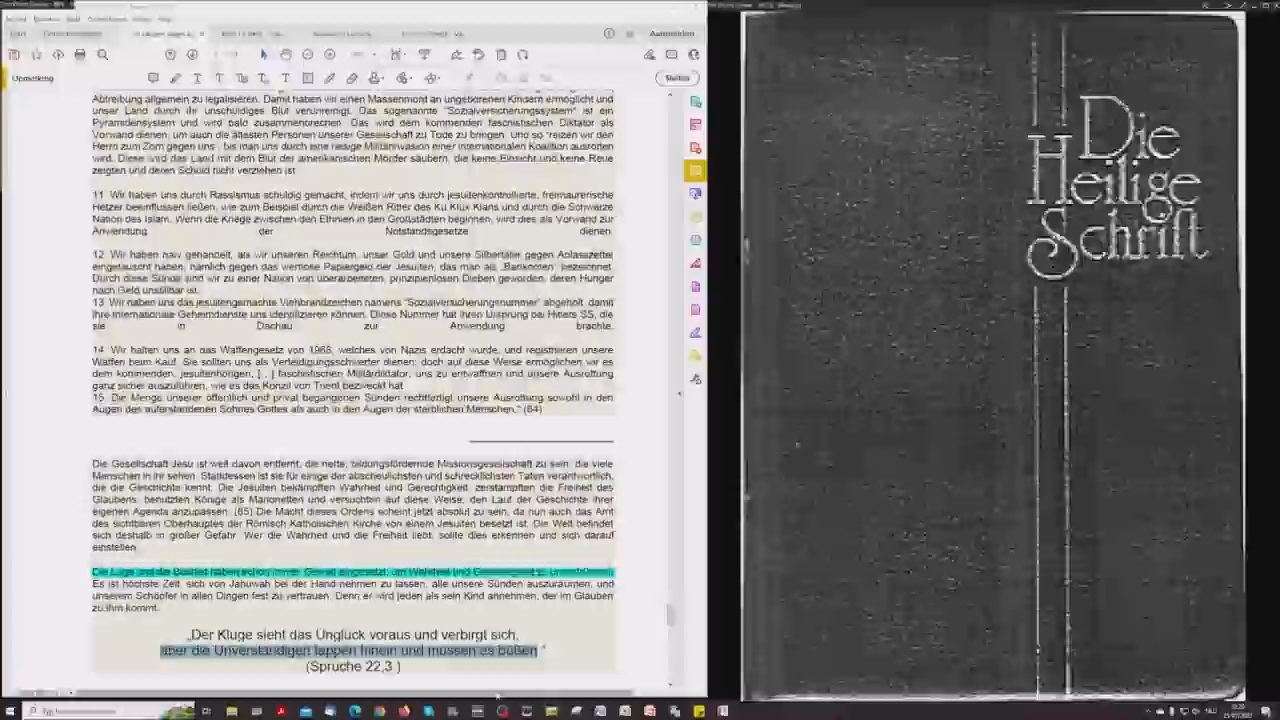 Anmelden
Abtreibung allgemein zu legalisieren. Damit haben wir einen Massenmord an ungeborenen Kindern ermöglicht und
unser Land durch ihr unschuldiges Blut verunreinigt. Das sogenannte "Sozialversicherungssystem" ist ein
Pyramidensystem und wird bald zusammenbrechen. Das wird dem kommenden faschistischen Diktator als
Vorwand dienen, um auch die ältesten Personen unserer Gesellschaft zu Tode zu bringen. Und so "reizen wir den
Herrn zum Zorn gegen uns", bis man uns durch eine riesige Militärinvasion einer internationalen Koalition ausrotten
wird. Diese wird das Land mit dem Blut der amerikanischen Mörder säubern, die keine Einsicht und keine Reue
zeigten und deren Schuld nicht verziehen ist
11 Wir haben uns durch Rassismus schuldig gemacht, indem wir uns durch jesuitenkontrollierte, freimaurerische
Hetzer beeinflussen ließen, wie zum Beispiel durch die Weißen Ritter des Ku Klux Klans und durch die Schwarze
Nation des Islam. Wenn die Kriege zwischen den Ethnien in den Großstädten beginnen, wird dies als Vorwand zur
Anwendung der Notstandsgesetze dienen.
12 Wir haben naiv gehandelt, als wir unseren Reichtum, unser Gold und unsere Silbertaler gegen Ablasszettel
eingetauscht haben, nämlich gegen das wertlose Papiergeld der Jesuiten, das man als „Banknoten" bezeichnet.
Durch diese Sünde sind wir zu einer Nation von überarbeiteten, prinzipienlosen Dieben geworden, deren Hunger
nach Geld unstillbar ist.
13 Wir haben uns das jesuitengemachte Viehbrandzeichen namens "Sozialversicherungsnummer" abgeholt, damit
ihre internationale Geheimdienste uns identifizieren können. Diese Nummer hat ihren Ursprung bei Hitlers SS, die
sie in Dachau zur Anwendung brachte.
14 Wir halten uns an das Waffengesetz von 1968, welches von Nazis erdacht wurde, und registrieren unsere
Waffen beim Kauf. Sie sollten uns als Verteidigungsschwerter dienen; doch auf diese Weise ermöglichen wir es
dem kommenden, jesuitenhörigen, [...] faschistischen Militärdiktator, uns zu entwaffnen und unsere Ausrottung
ganz sicher auszuführen, wie es das Konzil von Trient bezweckt hat
15 Die Menge unserer öffentlich und privat begangenen Sünden rechtfertigt unsere Ausrottung sowohl in den
Augen des auferstandenen Sohnes Gottes als auch in den Augen der sterblichen Menschen." (64)
Die Gesellschaft Jesu ist weit davon entfernt, die nette, bildungsfördernde Missionsgesellschaft zu sein, die viele
Menschen in ihr sehen. Stattdessen ist sie für einige der abscheulichsten und schrecklichsten Taten verantwortlich,
die die Geschichte kennt. Die Jesuiten bekämpften Wahrheit und Gerechtigkeit, zerstampften die Freiheit des
Glaubens, benutzten Könige als Marionetten und versuchten auf diese Weise, den Lauf der Geschichte ihrer
eigenen Agenda anzupassen. (65) Die Macht dieses Ordens scheint jetzt absolut zu sein, da nun auch das Amt
des sichtbaren Oberhauptes der Römisch Katholischen Kirche von einem Jesuiten besetzt ist. Die Welt befindet
sich deshalb in großer Gefahr. Wer die Wahrheit und die Freiheit liebt, sollte dies erkennen und sich darauf
einstellen.
Die Lüge und die Bosheit haben schon immer Gewalt eingesetzt, um Wahrheit und Gerechtigkeit zu
Es ist höchste Zeit, sich von Jahuwah bei der Hand nehmen zu lassen, alle unsere Sünden auszuräumen, und
unserem Schöpfer in allen Dingen fest zu vertrauen. Denn er wird jeden als sein Kind annehmen, der im Glauben
zu ihm kommt.
„Der Kluge sieht das Unglück voraus und verbirgt sich,
aber die Unverständigen tappen hinein und müssen es büßen."
(Sprüche 22,3 )
Die
Heilige
Schrift